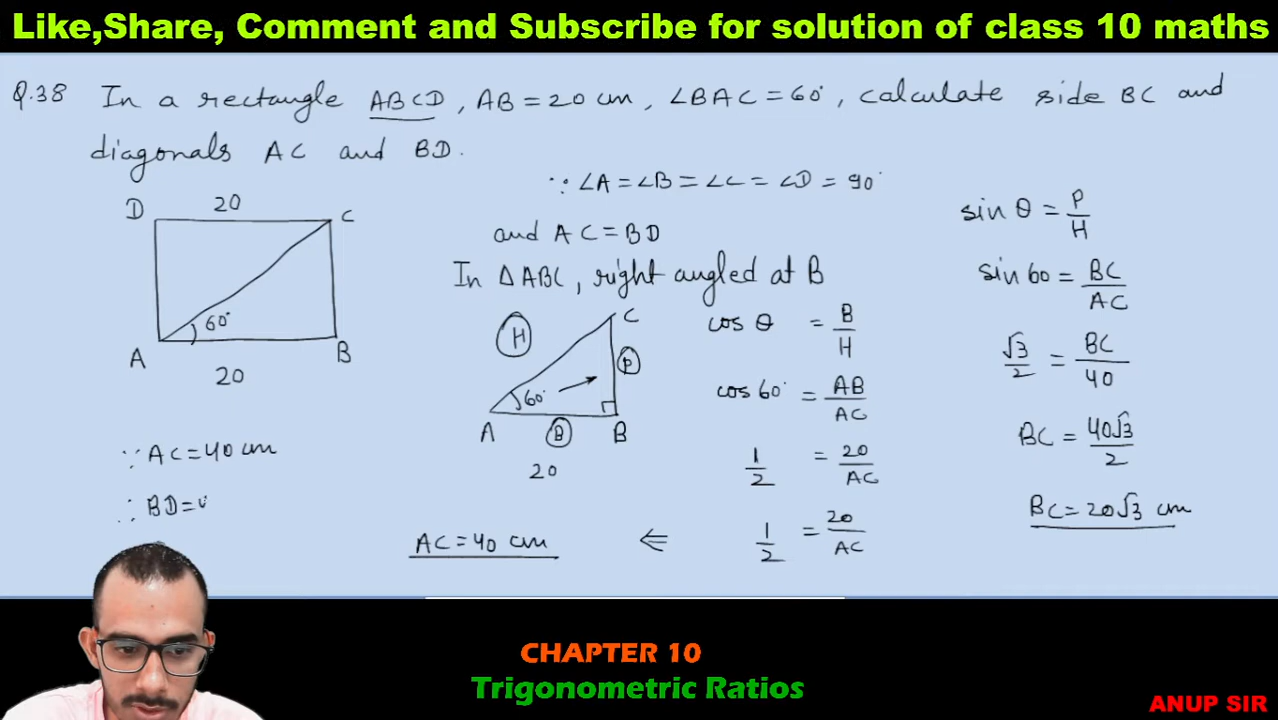 Like,Share, Comment and Subscribe for solution of class 10 maths
Q.38 In a rectangle ABCD, AB = 20 cm, ∠BAC = 60°, calculate side BC and
diagonals AC and BD.
D 20 C
60°
A B
20
∵ AC = 40 cm
∴ BD = 4
∵ ∠A = ∠B = ∠C = ∠D = 90°
and AC = BD
In ΔABC, right angled at B
H C
P
60°
A B B
20
AC = 40 cm
cos θ = B/H
cos 60° = AB/AC
1/2 = 20/AC
⇐ 1/2 = 20/AC
sin θ = P/H
sin 60 = BC/AC
√3/2 = BC/40
BC = 40√3/2
BC = 20√3 cm
CHAPTER 10
Trigonometric Ratios
ANUP SIR